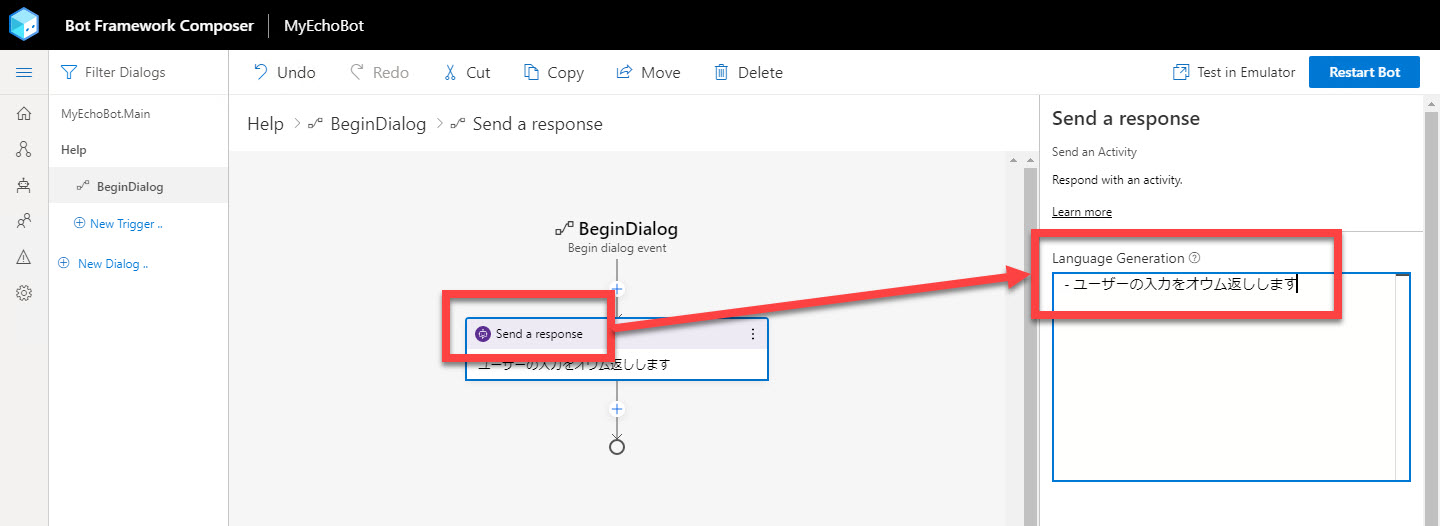 Bot Framework Composer MyEchoBot
Filter Dialogs
Undo Redo Cut Copy Move Delete
Test in Emulator Restart Bot
MyEchoBot.Main
Help
BeginDialog
New Trigger ..
New Dialog ..
Help > BeginDialog > Send a response
BeginDialog
Begin dialog event
Send a response
ユーザーの入力をオウム返しします
Send a response
Send an Activity
Respond with an activity.
Learn more
Language Generation
- ユーザーの入力をオウム返しします